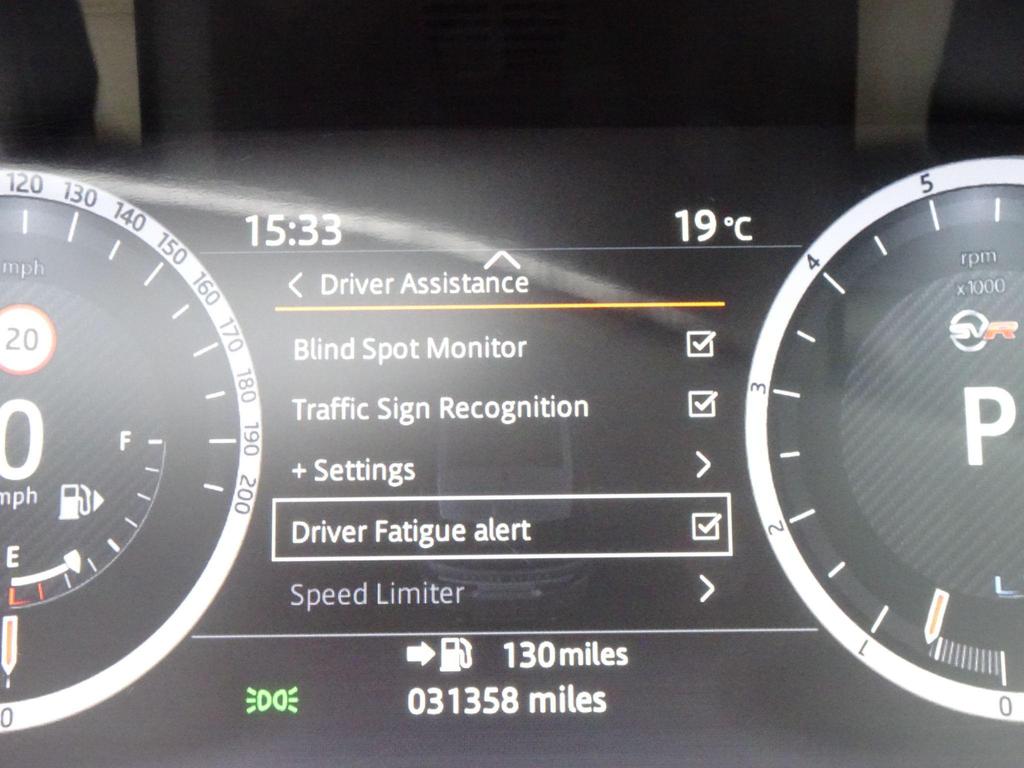 120
130
140
150
160
170
180
190
200
mph
20
0
mph
F
E
0
15:33
19 °C
Driver Assistance
Blind Spot Monitor
Traffic Sign Recognition
+ Settings
Driver Fatigue alert
Speed Limiter
130 miles
031358 miles
5
4
3
2
1
0
rpm
x1000
SVR
P